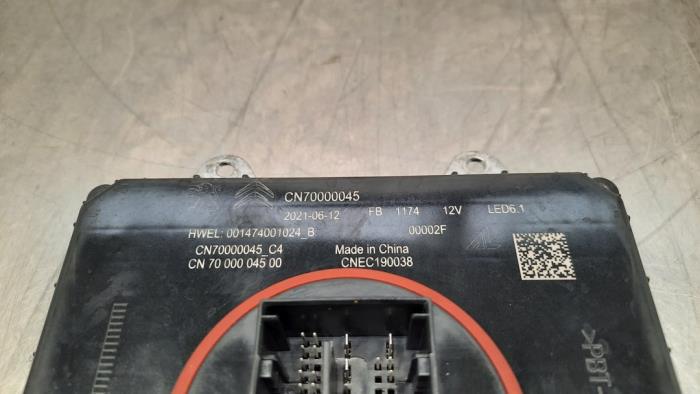 CN70000045
2021-06-12 FB 1174 12V LED6.1
HWEL: 001474001024_B 00002F
CN70000045_C4 Made in China
CN 70 000 045 00 CNEC190038
>PBT-